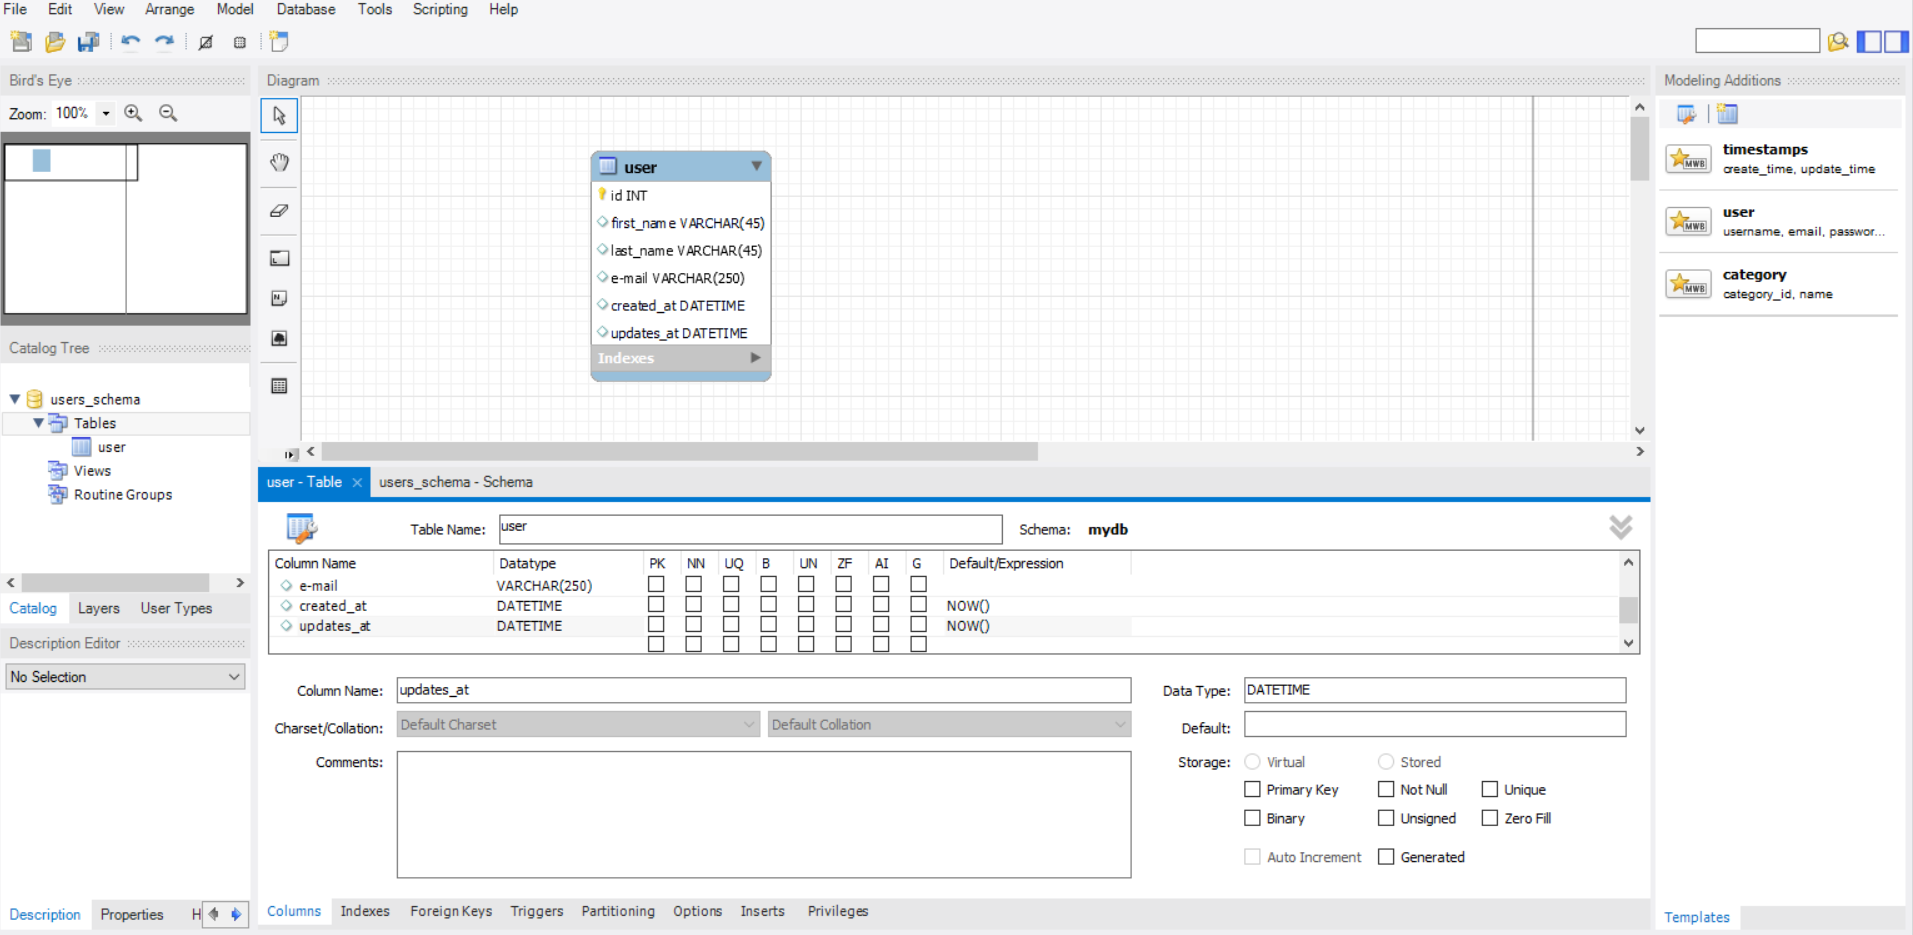 File Edit View Arrange Model Database Tools Scripting Help
Bird's Eye
Zoom: 100%
Catalog Tree
users_schema
Tables
user
Views
Routine Groups
Catalog Layers User Types
Description Editor
No Selection
Description Properties H
Diagram
user
id INT
first_name VARCHAR(45)
last_name VARCHAR(45)
e-mail VARCHAR(250)
created_at DATETIME
updates_at DATETIME
Indexes
user - Table users_schema - Schema
Table Name: user Schema: mydb
Column Name Datatype PK NN UQ B UN ZF AI G Default/Expression
e-mail VARCHAR(250)
created_at DATETIME NOW()
updates_at DATETIME NOW()
Column Name: updates_at Data Type: DATETIME
Charset/Collation: Default Charset Default Collation Default:
Comments: Storage: Virtual Stored
Primary Key Not Null Unique
Binary Unsigned Zero Fill
Auto Increment Generated
Columns Indexes Foreign Keys Triggers Partitioning Options Inserts Privileges
Modeling Additions
timestamps
MWB create_time, update_time
user
MWB username, email, passwor...
category
MWB category_id, name
Templates